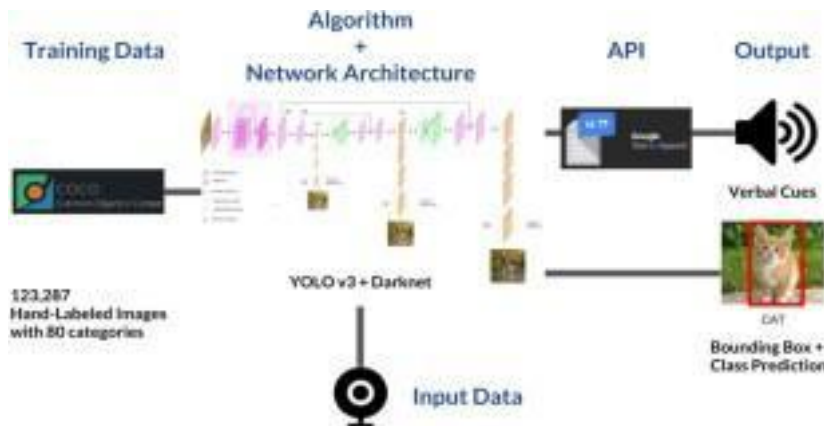 Training Data
Algorithm
+
Network Architecture
API
Output
COCO
Google
Verbal Cues
YOLO v3 + Darknet
123,287
Hand-Labeled Images
with 80 categories
CAT
Bounding Box +
Class Prediction
Input Data